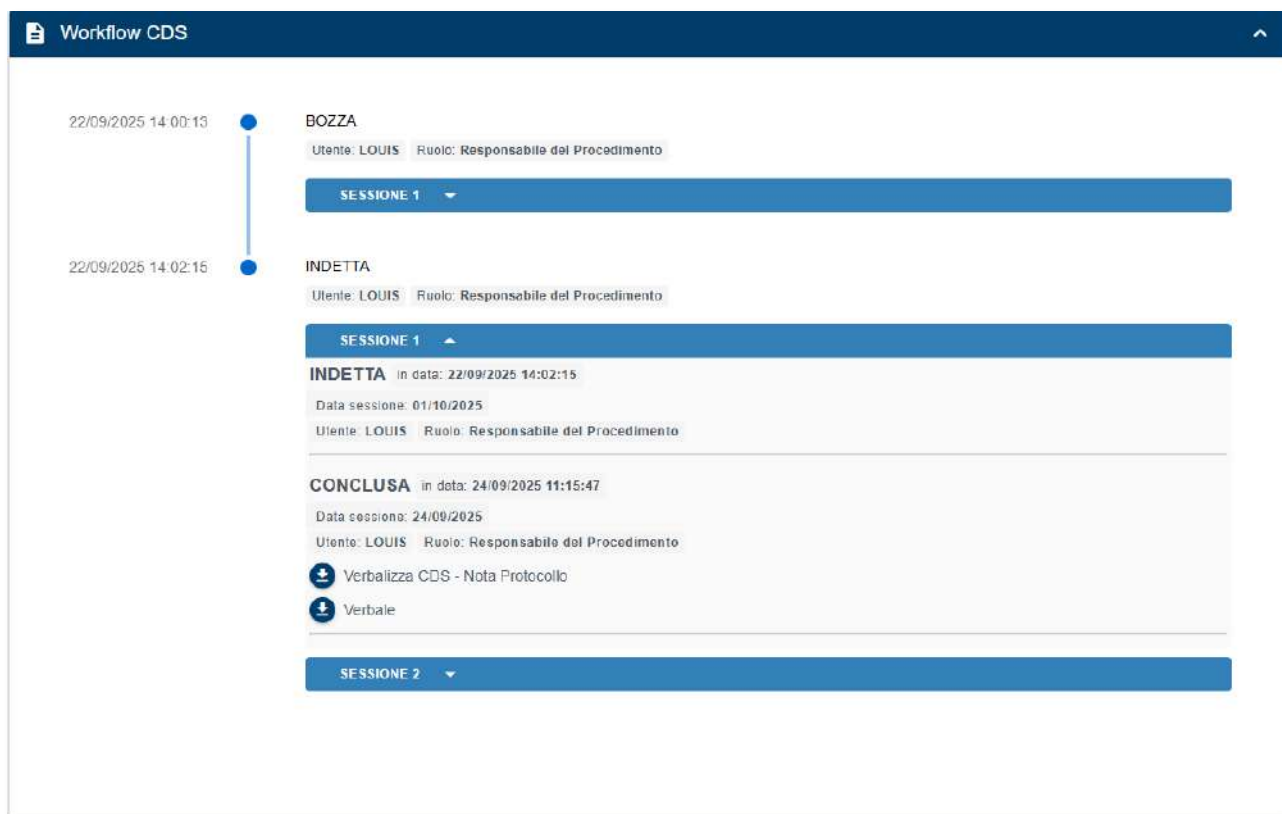 Workflow CDS
22/09/2025 14:00:13
BOZZA
Utente: LOUIS Ruolo: Responsabile del Procedimento
SESSIONE 1
22/09/2025 14:02:15
INDETTA
Utente: LOUIS Ruolo: Responsabile del Procedimento
SESSIONE 1
INDETTA in data: 22/09/2025 14:02:15
Data sessione: 01/10/2025
Utente: LOUIS Ruolo: Responsabile del Procedimento
CONCLUSA in data: 24/09/2025 11:15:47
Data sessione: 24/09/2025
Utente: LOUIS Ruolo: Responsabile del Procedimento
Verbalizza CDS - Nota Protocollo
Verbale
SESSIONE 2